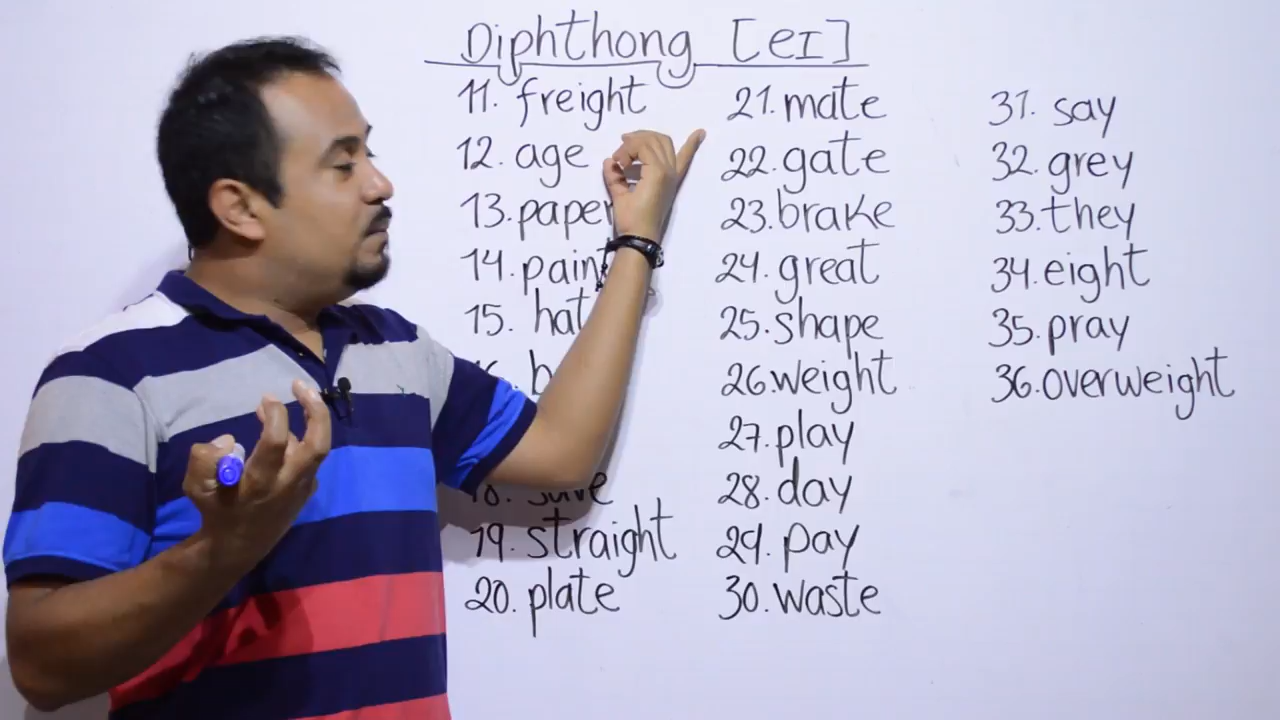 Diphthong [eɪ]
11. freight
12. age
13. paper
14.
15.
18. save
19. straight
20. plate
21. mate
22. gate
23. brake
24. great
25. shape
26. weight
27. play
28. day
29. pay
30. waste
31. say
32. grey
33. they
34. eight
35. pray
36. overweight